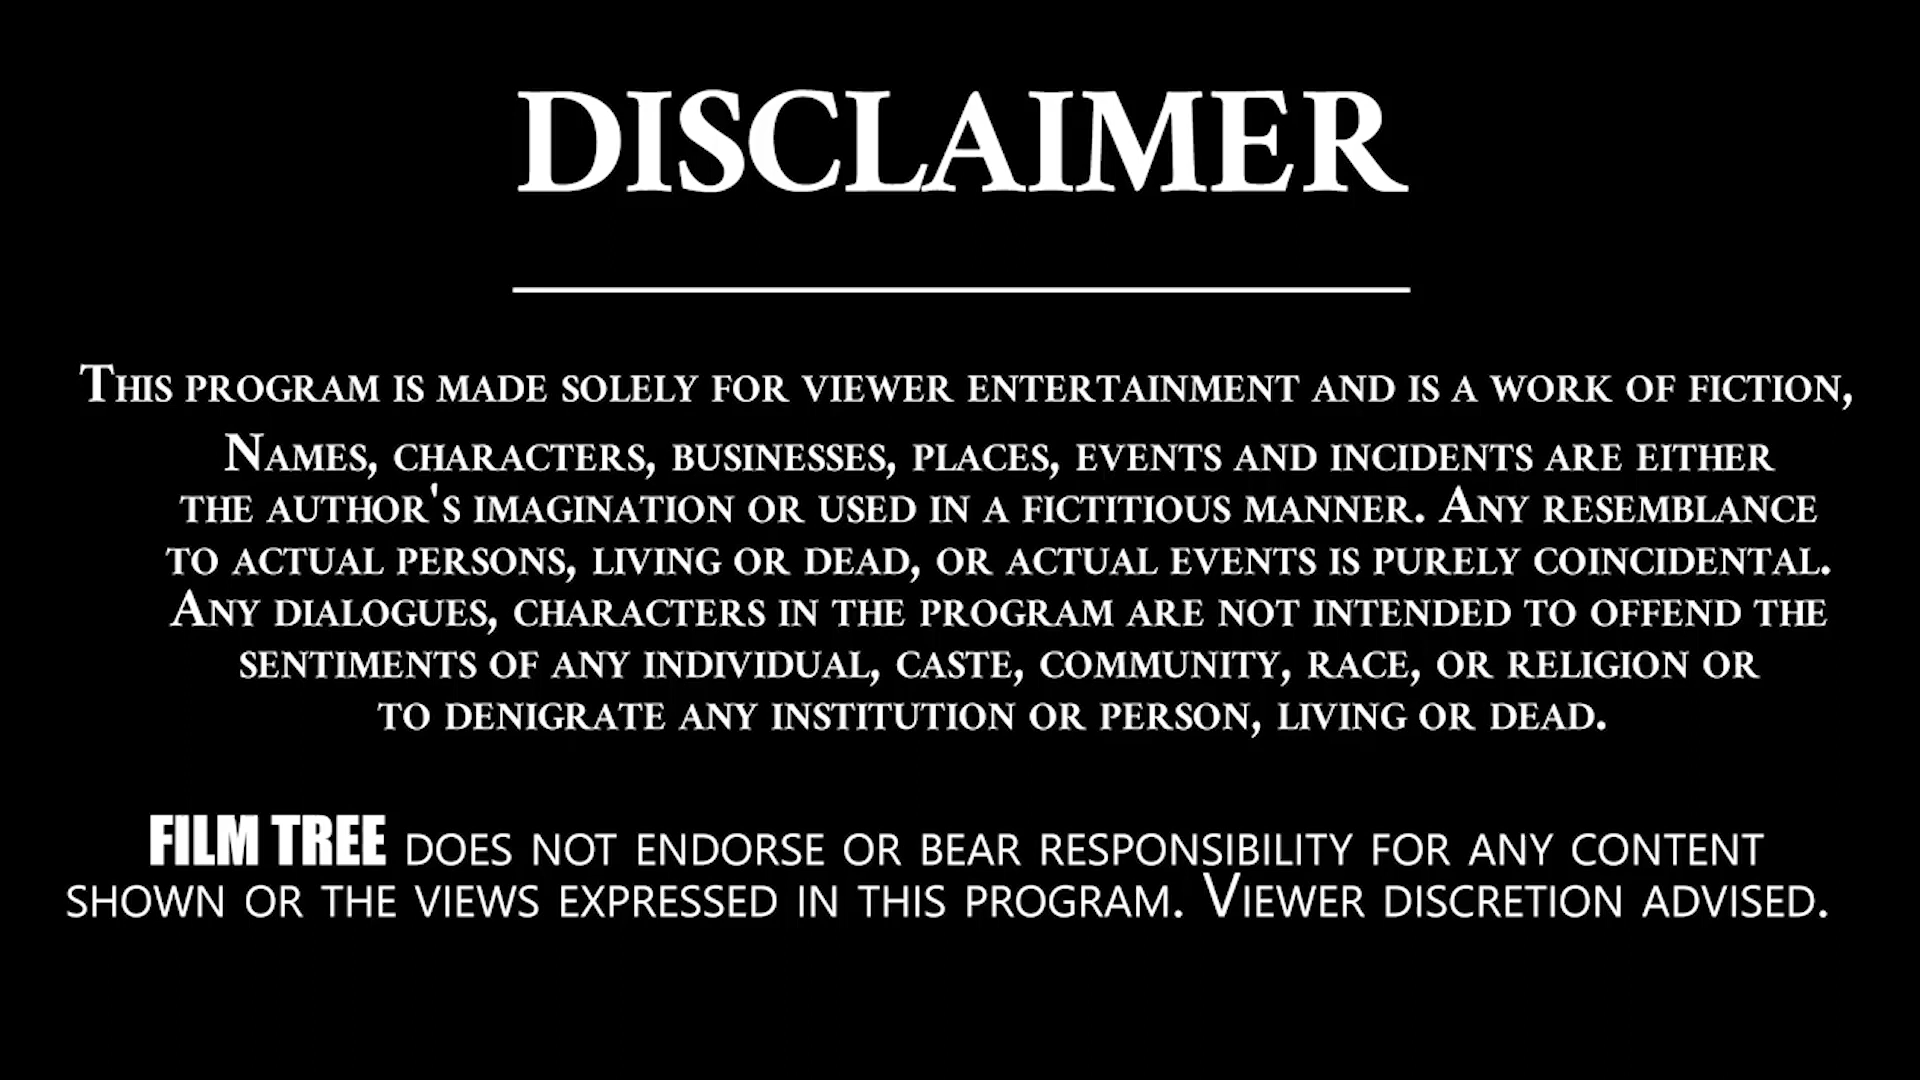 DISCLAIMER
This program is made solely for viewer entertainment and is a work of fiction,
Names, characters, businesses, places, events and incidents are either
the author's imagination or used in a fictitious manner. Any resemblance
to actual persons, living or dead, or actual events is purely coincidental.
Any dialogues, characters in the program are not intended to offend the
sentiments of any individual, caste, community, race, or religion or
to denigrate any institution or person, living or dead.
FILM TREE does not endorse or bear responsibility for any content
shown or the views expressed in this program. Viewer discretion advised.